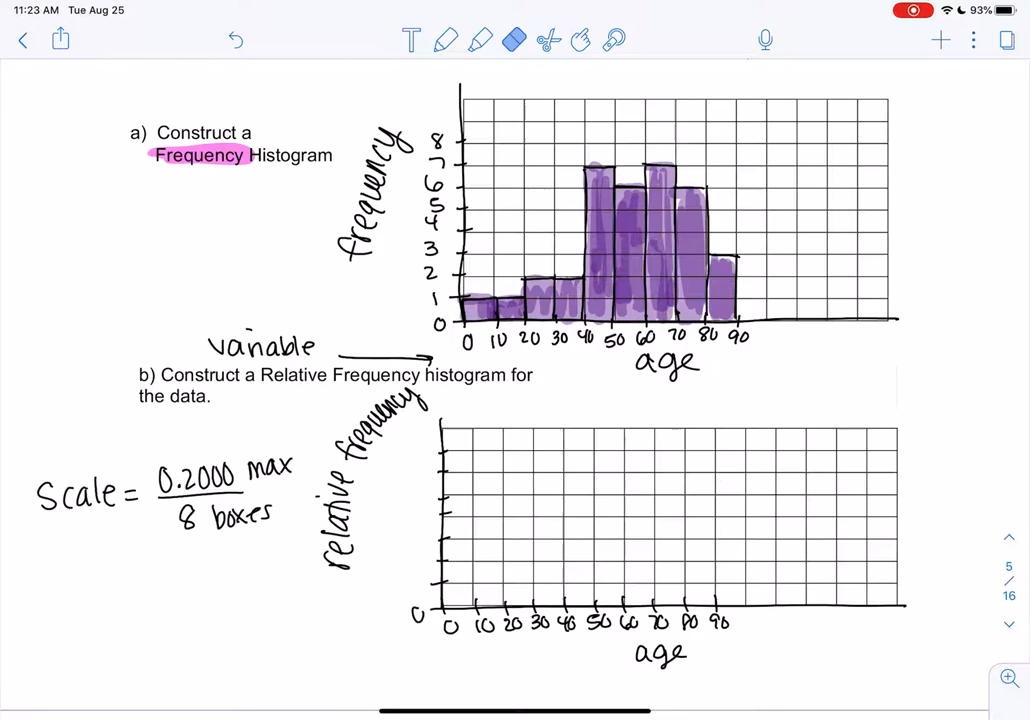 11:23 AM Tue Aug 25
93%
T
a) Construct a
Frequency Histogram
frequency
8
7
6
5
4
3
2
1
0
0 10 20 30 40 50 60 70 80 90
age
variable
b) Construct a Relative Frequency histogram for
the data.
relative frequency
Scale = 0.2000 max
8 boxes
0
0 10 20 30 40 50 60 70 80 90
age
5
/
16